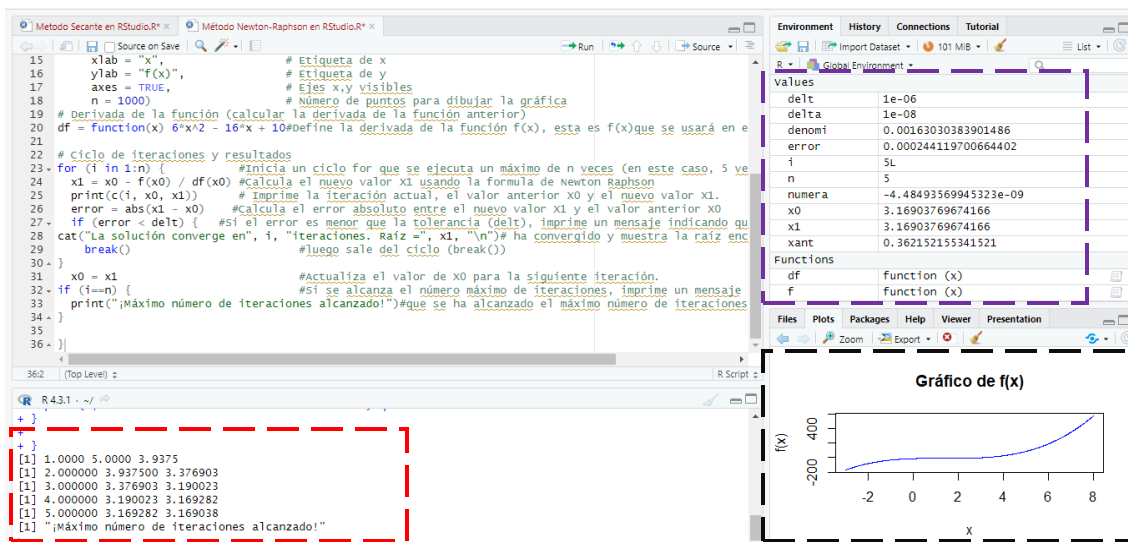 Metodo Secante en RStudio.R* × Método Newton-Raphson en RStudio.R* ×
Source on Save Run Source
15 xlab = "x", # Etiqueta de x
16 ylab = "f(x)", # Etiqueta de y
17 axes = TRUE, # Ejes x,y visibles
18 n = 1000) # Número de puntos para dibujar la gráfica
19 # Derivada de la función (calcular la derivada de la función anterior)
20 df = function(x) 6*x^2 - 16*x + 10#Define la derivada de la función f(x), esta es f(x)que se usará en e
21
22 # Ciclo de iteraciones y resultados
23 for (i in 1:n) { #Inicia un ciclo for que se ejecuta un máximo de n veces (en este caso, 5 ve
24 x1 = x0 - f(x0) / df(x0) #Calcula el nuevo valor X1 usando la formula de Newton Raphson
25 print(c(i, x0, x1)) # Imprime la iteración actual, el valor anterior X0 y el nuevo valor X1.
26 error = abs(x1 - x0) #Calcula el error absoluto entre el nuevo valor X1 y el valor anterior X0
27 if (error < delt) { #Si el error es menor que la tolerancia (delt), imprime un mensaje indicando qu
28 cat("La solución converge en", i, "iteraciones. Raíz =", x1, "\n")# ha convergido y muestra la raíz enc
29 break() #luego sale del ciclo (break())
30 }
31 x0 = x1 #Actualiza el valor de X0 para la siguiente iteración.
32 if (i==n) { #Si se alcanza el número máximo de iteraciones, imprime un mensaje
33 print("¡Máximo número de iteraciones alcanzado!")#que se ha alcanzado el máximo número de iteraciones
34 }
35
36 }
36:2 (Top Level) R Script
R 4.3.1 · ~/
+ }
+
+ }
[1] 1.0000 5.0000 3.9375
[1] 2.000000 3.937500 3.376903
[1] 3.000000 3.376903 3.190023
[1] 4.000000 3.190023 3.169282
[1] 5.000000 3.169282 3.169038
[1] "¡Máximo número de iteraciones alcanzado!"
Environment History Connections Tutorial
Import Dataset 101 MiB List
R Global Environment
Values
delt 1e-06
delta 1e-08
denomi 0.00163030383901486
error 0.000244119700664402
i 5L
n 5
numera -4.48493569945323e-09
x0 3.16903769674166
x1 3.16903769674166
xant 0.362152155341521
Functions
df function (x)
f function (x)
Files Plots Packages Help Viewer Presentation
Zoom Export
Gráfico de f(x)
f(x)
400
-200
-2 0 2 4 6 8
x